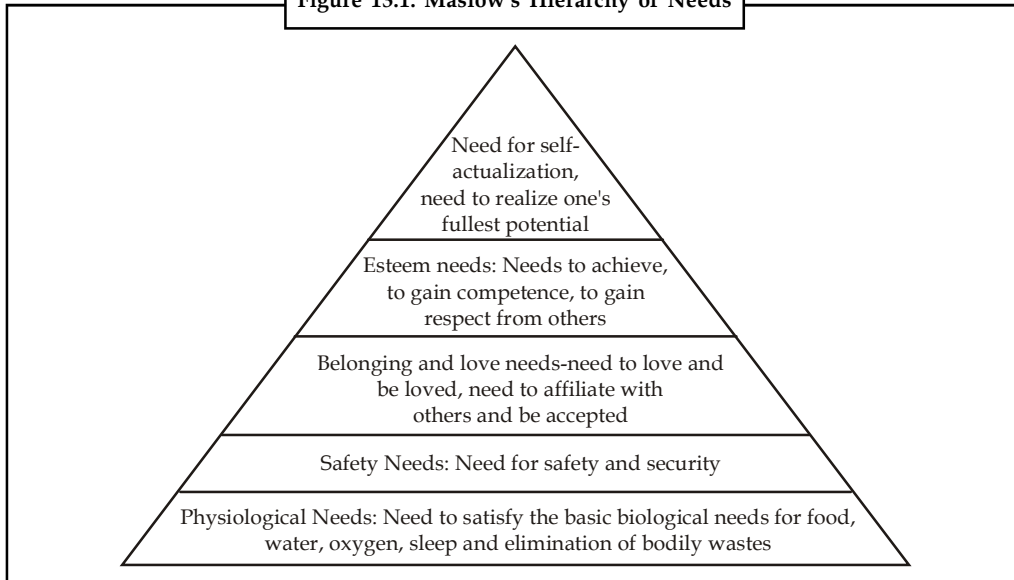 Figure 13.1: Maslow's Hierarchy of Needs
Need for self-
actualization,
need to realize one's
fullest potential
Esteem needs: Needs to achieve,
to gain competence, to gain
respect from others
Belonging and love needs-need to love and
be loved, need to affiliate with
others and be accepted
Safety Needs: Need for safety and security
Physiological Needs: Need to satisfy the basic biological needs for food,
water, oxygen, sleep and elimination of bodily wastes